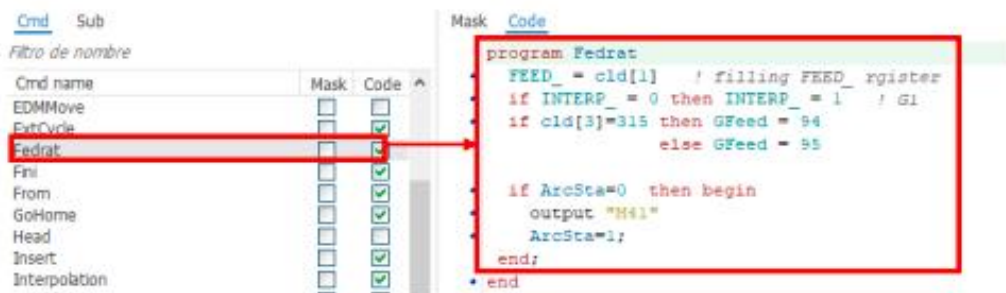 Cmd Sub
Filtro de nombre
Cmd name Mask Code
EDMMove
ExtCycle
Fedrat
Fini
From
GoHome
Head
Insert
Interpolation
Mask Code
program Fedrat
FEED_ = cld[1] ! filling FEED_ rgister
if INTERP_ = 0 then INTERP_ = 1 ! G1
if cld[3]=315 then GFeed = 94
else GFeed = 95
if ArcSta=0 then begin
output "M41"
ArcSta=1;
end;
end